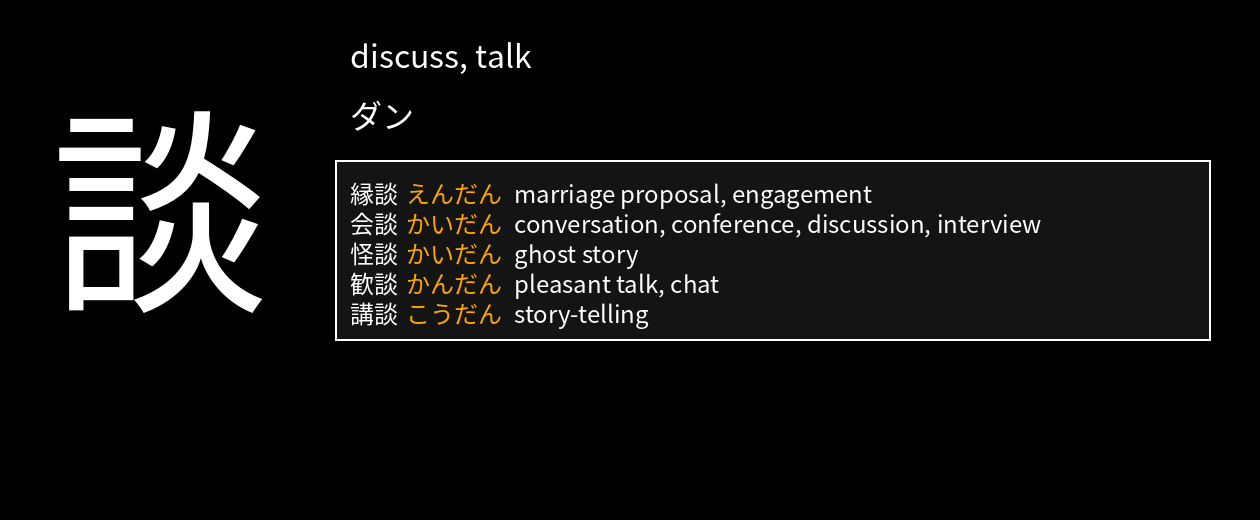 談
discuss, talk
ダン
縁談 えんだん marriage proposal, engagement
会談 かいだん conversation, conference, discussion, interview
怪談 かいだん ghost story
歓談 かんだん pleasant talk, chat
講談 こうだん story-telling